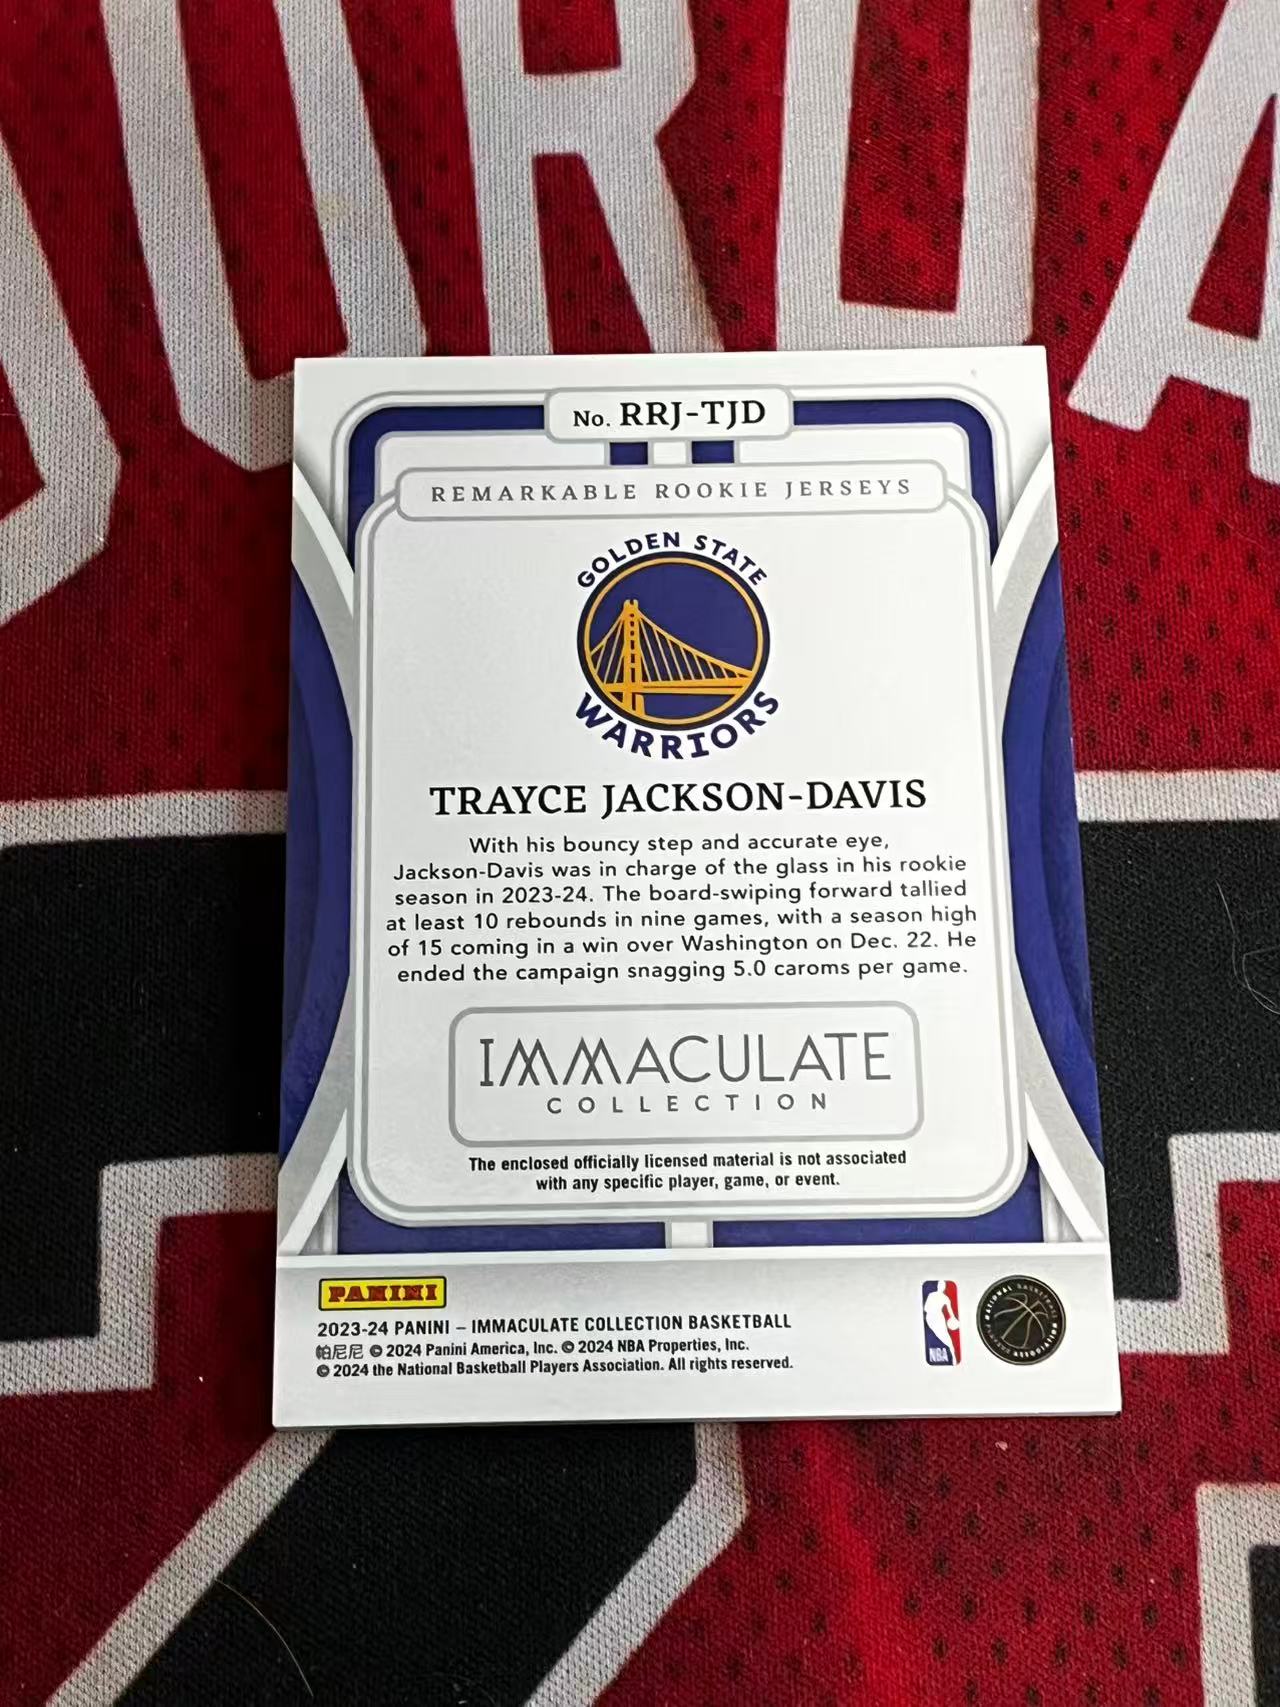 No. RRJ-TJD
REMARKABLE ROOKIE JERSEYS
GOLDEN STATE
WARRIORS
TRAYCE JACKSON-DAVIS
With his bouncy step and accurate eye,
Jackson-Davis was in charge of the glass in his rookie
season in 2023-24. The board-swiping forward tallied
at least 10 rebounds in nine games, with a season high
of 15 coming in a win over Washington on Dec. 22. He
ended the campaign snagging 5.0 caroms per game.
IMMACULATE
COLLECTION
The enclosed officially licensed material is not associated
with any specific player, game, or event.
PANINI
2023-24 PANINI – IMMACULATE COLLECTION BASKETBALL
帕尼尼 © 2024 Panini America, Inc. © 2024 NBA Properties, Inc.
© 2024 the National Basketball Players Association. All rights reserved.
NBA